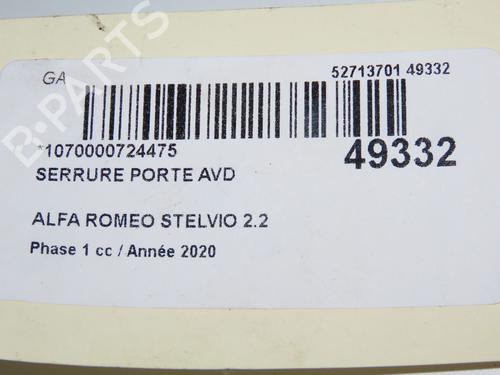 GA
52713701 49332
*1070000724475
49332
SERRURE PORTE AVD
ALFA ROMEO STELVIO 2.2
Phase 1 cc / Année 2020
B-PARTS